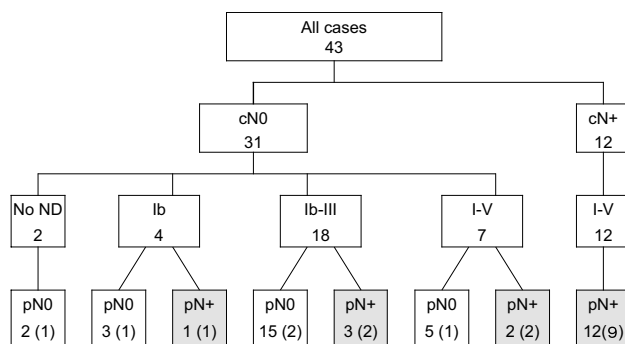 All cases
43
cN0
31
cN+
12
No ND
2
Ib
4
Ib-III
18
I-V
7
I-V
12
pN0
2 (1)
pN0
3 (1)
pN+
1 (1)
pN0
15 (2)
pN+
3 (2)
pN0
5 (1)
pN+
2 (2)
pN+
12(9)